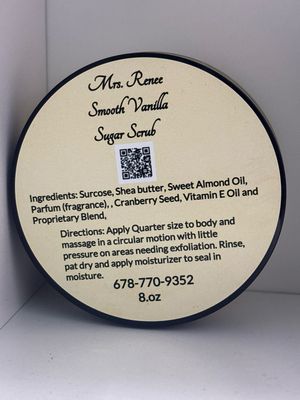 Mrs. Renee
Smooth Vanilla
Sugar Scrub
Ingredients: Surcose, Shea butter, Sweet Almond Oil,
Parfum (fragrance), , Cranberry Seed, Vitamin E Oil and
Proprietary Blend,
Directions: Apply Quarter size to body and
massage in a circular motion with little
pressure on areas needing exfoliation. Rinse,
pat dry and apply moisturizer to seal in
moisture.
678-770-9352
8.oz